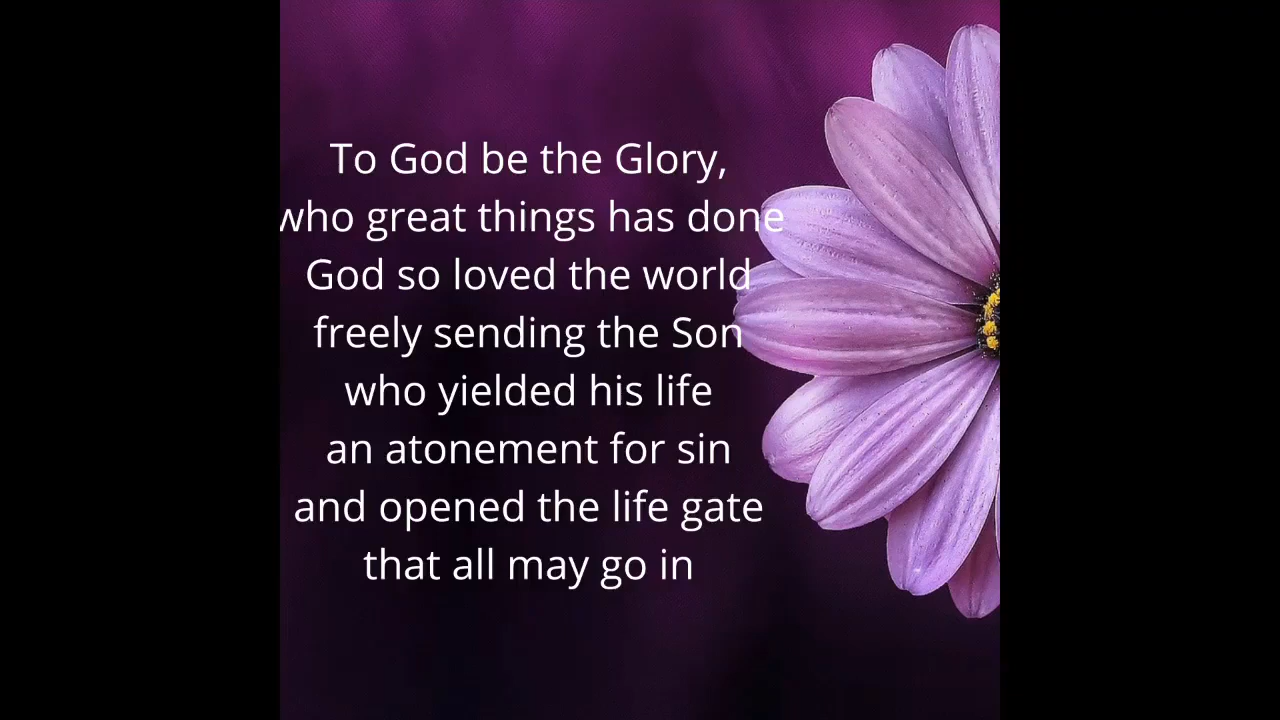 To God be the Glory,
who great things has done
God so loved the world
freely sending the Son
who yielded his life
an atonement for sin
and opened the life gate
that all may go in